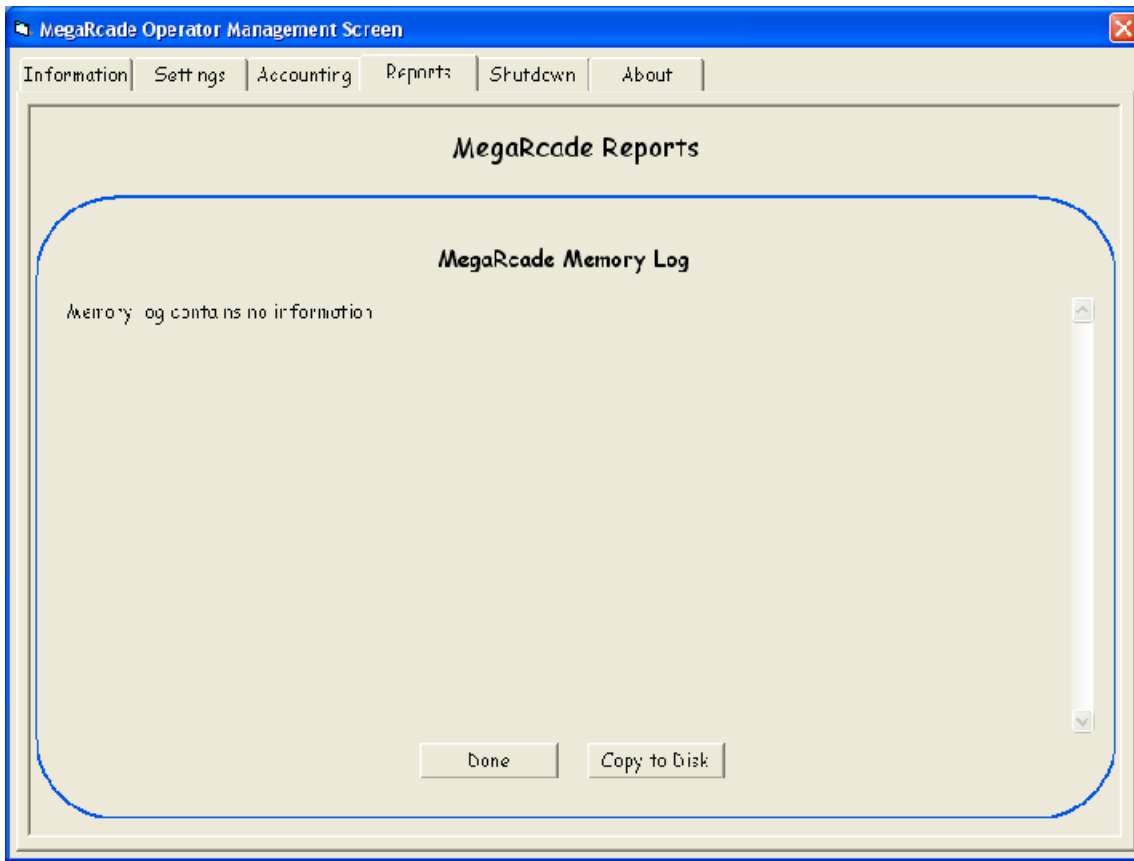 MegaRcade Operator Management Screen
Information Settings Accounting Reports Shutdown About
MegaRcade Reports
MegaRcade Memory Log
Memory log contains no information
Done Copy to Disk